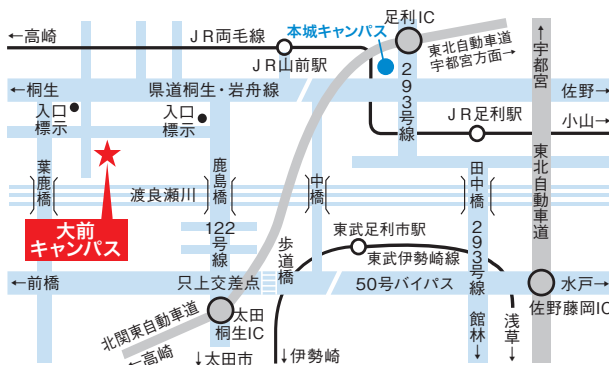 ←高崎
JR両毛線
本城キャンパス
足利IC
東北自動車道
宇都宮方面→
↑宇都宮
JR山前駅
←桐生
県道桐生・岩舟線
293号線
佐野→
入口
標示
入口
標示
JR足利駅
小山→
葉鹿橋
渡良瀬川
鹿島橋
中橋
田中橋
東北自動車道
大前
キャンパス
122号線
歩道橋
東武足利市駅
東武伊勢崎線
293号線
←前橋
只上交差点
50号バイパス
水戸→
北関東自動車道
太田
桐生IC
佐野藤岡IC
←高崎
↓太田市
↓伊勢崎
館林↓
浅草↓